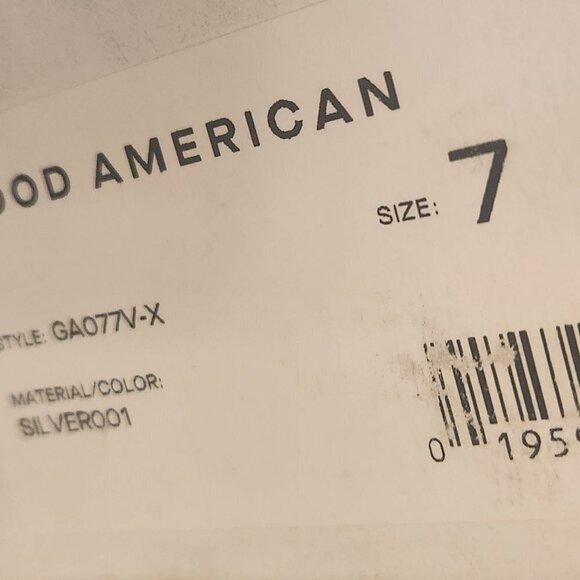 OOD AMERICAN
SIZE: 7
STYLE: GA077V-X
MATERIAL/COLOR:
SILVER001
0 195